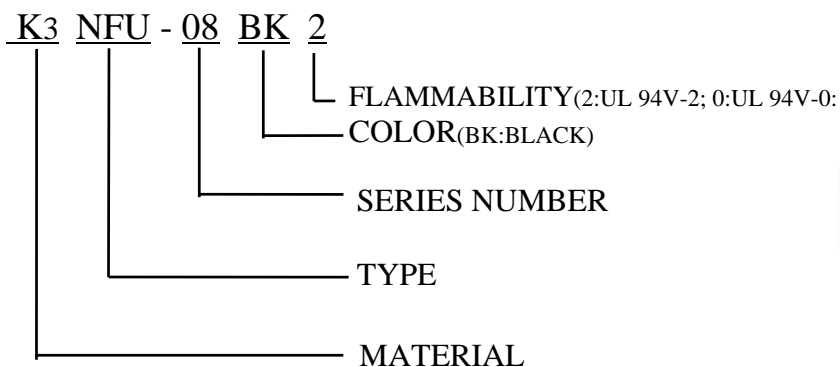 K3 NFU - 08 BK 2
FLAMMABILITY(2:UL 94V-2; 0:UL 94V-0:
COLOR(BK:BLACK)
SERIES NUMBER
TYPE
MATERIAL